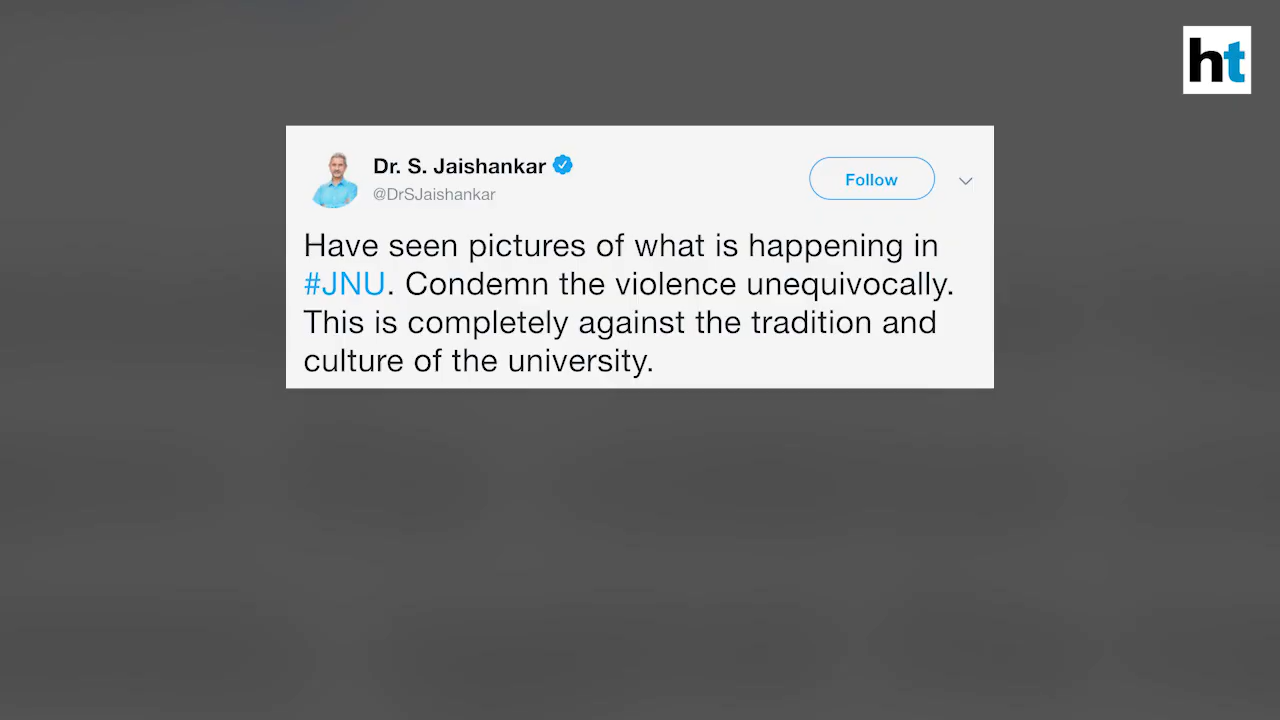 ht
Dr. S. Jaishankar
Follow
@DrSJaishankar
Have seen pictures of what is happening in
#JNU. Condemn the violence unequivocally.
This is completely against the tradition and
culture of the university.